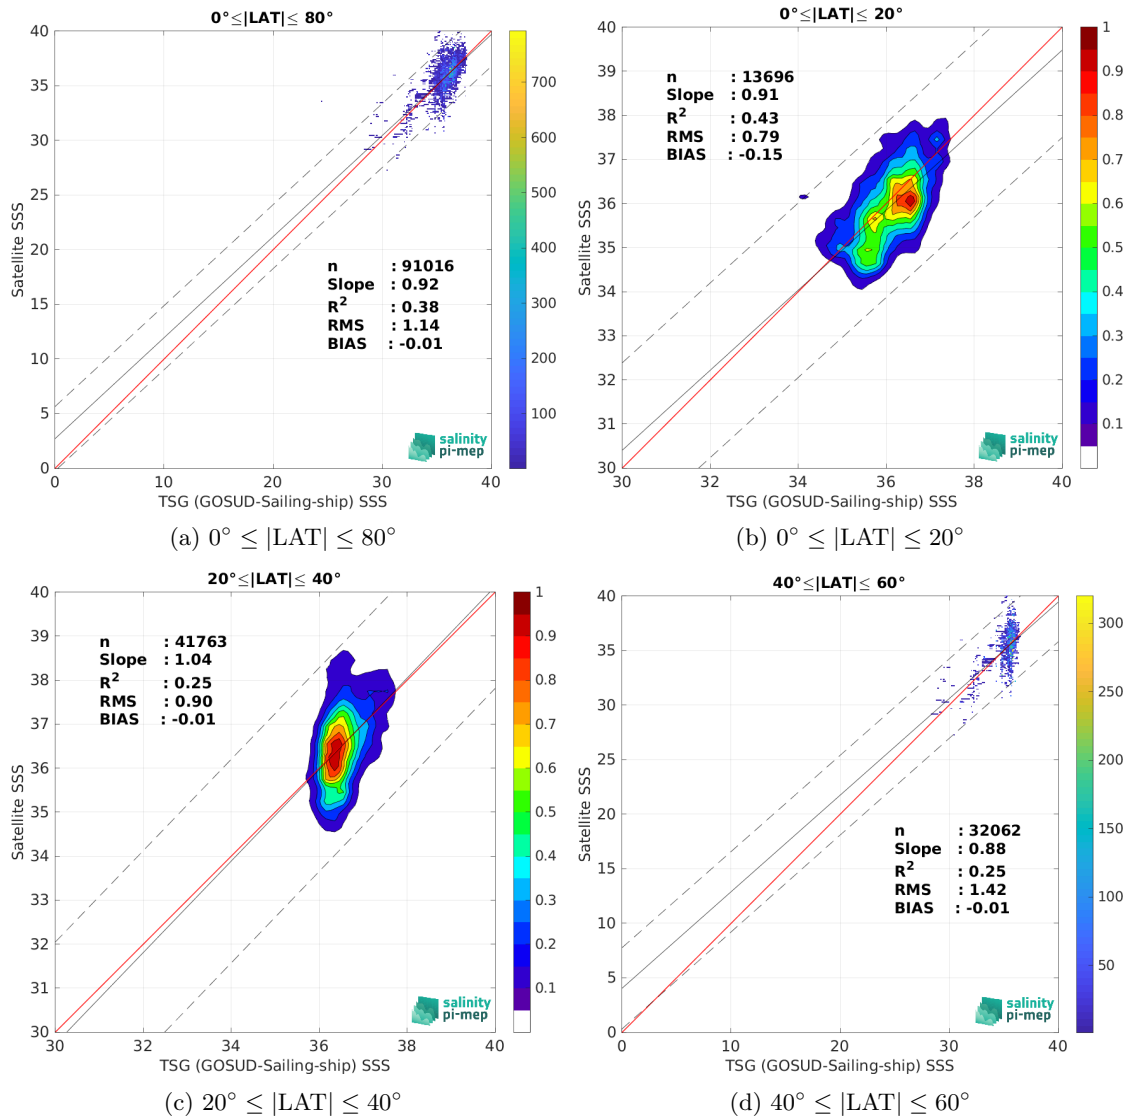 0°≤|LAT|≤ 80°
40
35
30
25
20
15
10
5
0
Satellite SSS
n : 91016
Slope : 0.92
R² : 0.38
RMS : 1.14
BIAS : -0.01
salinity
pi-mep
0 10 20 30 40
TSG (GOSUD-Sailing-ship) SSS
700
600
500
400
300
200
100
(a) 0° ≤ |LAT| ≤ 80°
0°≤|LAT|≤ 20°
40
39
38
37
36
35
34
33
32
31
30
Satellite SSS
n : 13696
Slope : 0.91
R² : 0.43
RMS : 0.79
BIAS : -0.15
salinity
pi-mep
30 32 34 36 38 40
TSG (GOSUD-Sailing-ship) SSS
1
0.9
0.8
0.7
0.6
0.5
0.4
0.3
0.2
0.1
(b) 0° ≤ |LAT| ≤ 20°
20°≤|LAT|≤ 40°
40
39
38
37
36
35
34
33
32
31
30
Satellite SSS
n : 41763
Slope : 1.04
R² : 0.25
RMS : 0.90
BIAS : -0.01
salinity
pi-mep
30 32 34 36 38 40
TSG (GOSUD-Sailing-ship) SSS
1
0.9
0.8
0.7
0.6
0.5
0.4
0.3
0.2
0.1
(c) 20° ≤ |LAT| ≤ 40°
40°≤|LAT|≤ 60°
40
35
30
25
20
15
10
5
0
Satellite SSS
n : 32062
Slope : 0.88
R² : 0.25
RMS : 1.42
BIAS : -0.01
salinity
pi-mep
0 10 20 30 40
TSG (GOSUD-Sailing-ship) SSS
300
250
200
150
100
50
(d) 40° ≤ |LAT| ≤ 60°